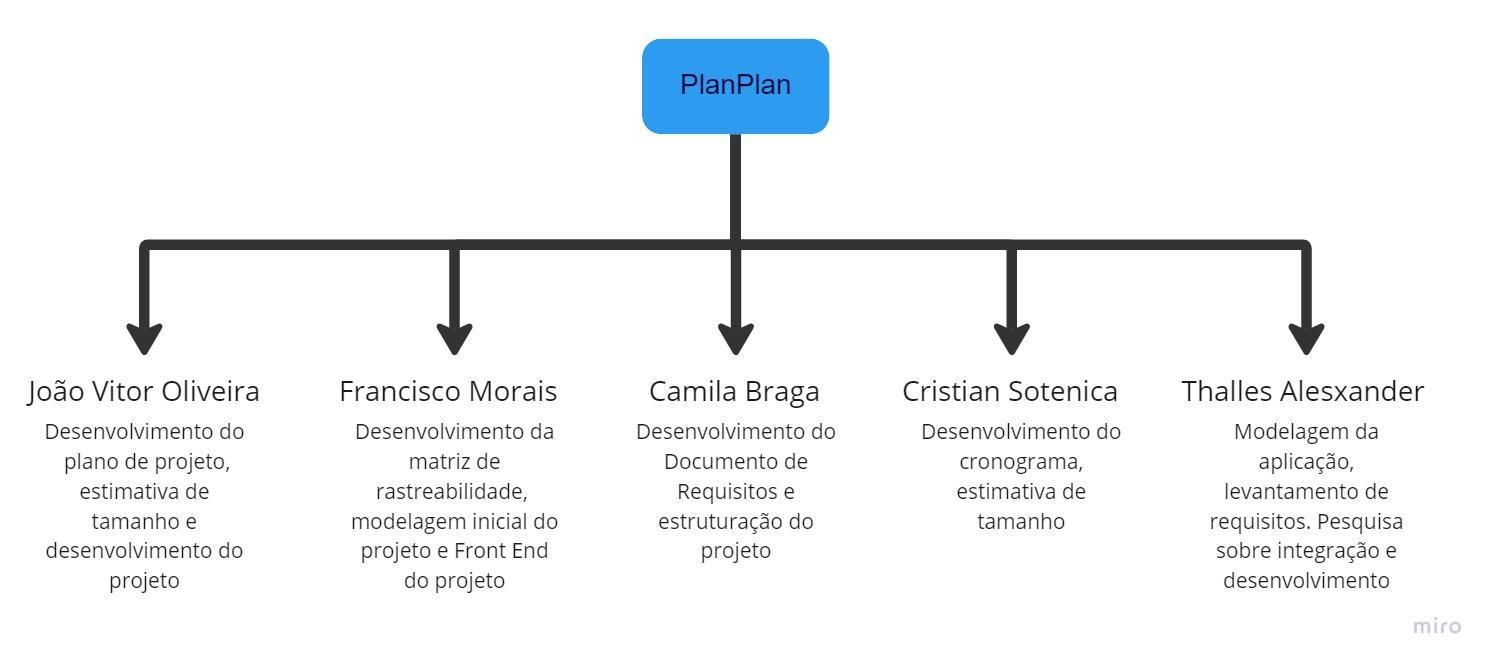 PlanPlan
João Vitor Oliveira
Desenvolvimento do
plano de projeto,
estimativa de
tamanho e
desenvolvimento do
projeto
Francisco Morais
Desenvolvimento da
matriz de
rastreabilidade,
modelagem inicial do
projeto e Front End
do projeto
Camila Braga
Desenvolvimento do
Documento de
Requisitos e
estruturação do
projeto
Cristian Sotenica
Desenvolvimento do
cronograma,
estimativa de
tamanho
Thalles Alesxander
Modelagem da
aplicação,
levantamento de
requisitos. Pesquisa
sobre integração e
desenvolvimento
miro